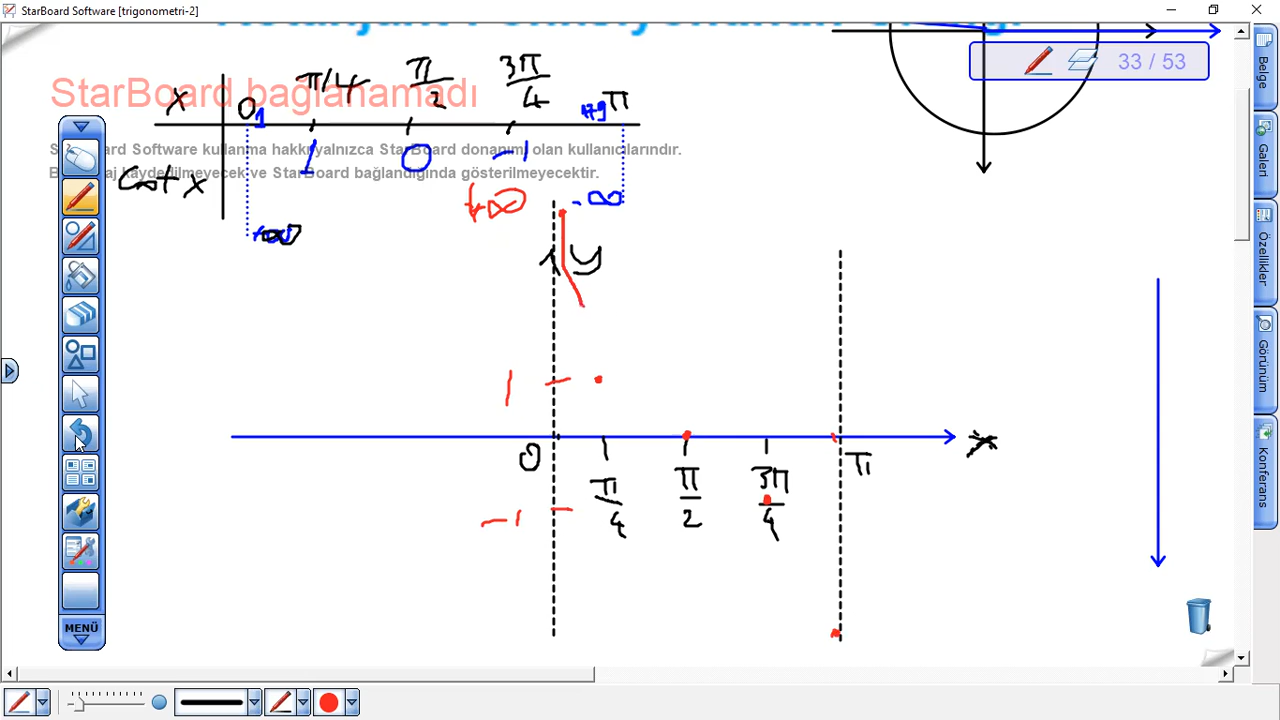 StarBoard Software [trigonometri-2]
33 / 53
x 0 π/4 π/2 3π/4 π
StarBoard bağlanamadı
Cot x 1 0 -1
+∞ -∞
y
1
0 π/4 π/2 3π/4 π x
-1
MENÜ
Belge
Galeri
Özellikler
Görünüm
Konferans